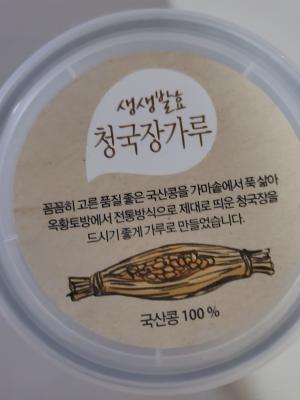 생생발효
청국장가루
꼼꼼히 고른 품질 좋은 국산콩을 가마솥에서 푹 삶아
옥황토방에서 전통방식으로 제대로 띄운 청국장을
드시기 좋게 가루로 만들었습니다.
국산콩 100 %